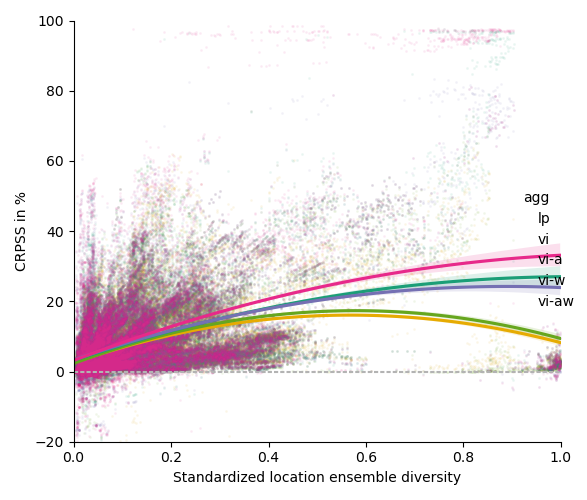 100
80
60
40
20
0
−20
CRPSS in %
agg
lp
vi
vi-a
vi-w
vi-aw
0.0 0.2 0.4 0.6 0.8 1.0
Standardized location ensemble diversity